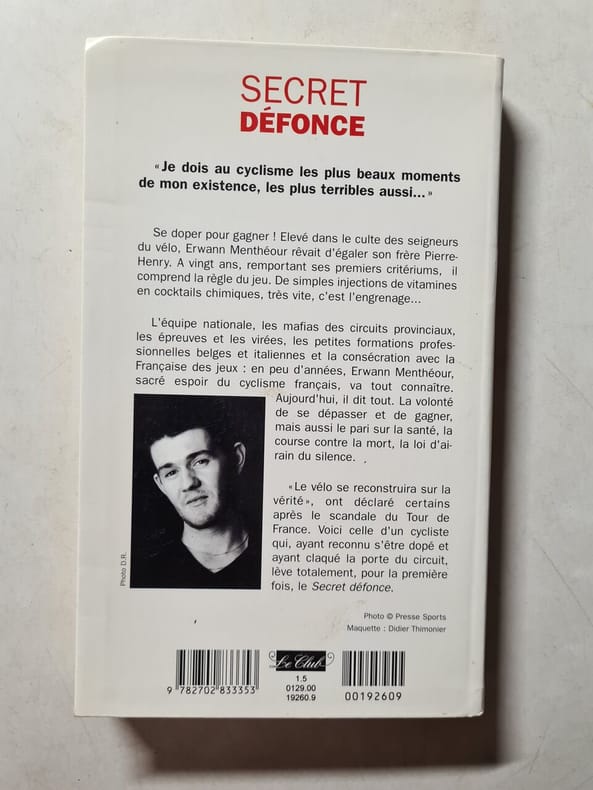 SECRET
DÉFONCE
« Je dois au cyclisme les plus beaux moments
de mon existence, les plus terribles aussi... »
Se doper pour gagner ! Elevé dans le culte des seigneurs
du vélo, Erwann Menthéour rêvait d'égaler son frère Pierre-
Henry. A vingt ans, remportant ses premiers critériums, il
comprend la règle du jeu. De simples injections de vitamines
en cocktails chimiques, très vite, c'est l'engrenage...
L'équipe nationale, les mafias des circuits provinciaux,
les épreuves et les virées, les petites formations profes-
sionnelles belges et italiennes et la consécration avec la
Française des jeux : en peu d'années, Erwann Menthéour,
sacré espoir du cyclisme français, va tout connaître.
Aujourd'hui, il dit tout. La volonté
de se dépasser et de gagner,
mais aussi le pari sur la santé, la
course contre la mort, la loi d'ai-
rain du silence.
« Le vélo se reconstruira sur la
vérité », ont déclaré certains
après le scandale du Tour de
France. Voici celle d'un cycliste
qui, ayant reconnu s'être dopé et
ayant claqué la porte du circuit,
lève totalement, pour la première
fois, le Secret défonce.
Photo D.R.
Photo © Presse Sports
Maquette : Didier Thimonier
Le Club
1.5
0129.00
19260.9
9 782702 833353
00192609